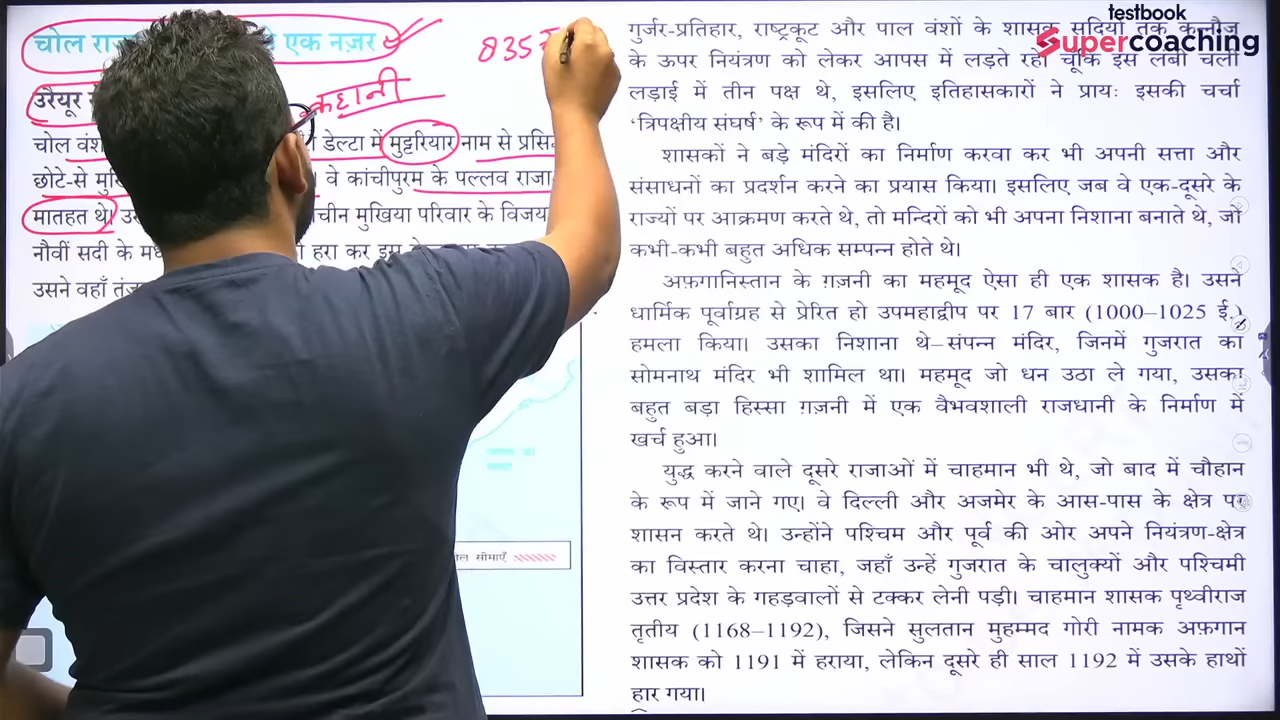 testbook
Supercoaching
चोल राज
एक नज़र
835
उरैयूर
कहानी
चोल वंश
डेल्टा में मुट्टरियार नाम से प्रसि
छोटे-से
वे कांचीपुरम के पल्लव राजा
मातहत थे।
चीन मुखिया परिवार के विजय
नौवीं सदी के
हरा कर
उसने वहाँ
सीमाएँ
गुर्जर-प्रतिहार, राष्ट्रकूट और पाल वंशों के शासक सदियों तक कन्नौज
के ऊपर नियंत्रण को लेकर आपस में लड़ते रहे। चूँकि इस लंबी चली
लड़ाई में तीन पक्ष थे, इसलिए इतिहासकारों ने प्रायः इसकी चर्चा
‘त्रिपक्षीय संघर्ष’ के रूप में की है।
शासकों ने बड़े मंदिरों का निर्माण करवा कर भी अपनी सत्ता और
संसाधनों का प्रदर्शन करने का प्रयास किया। इसलिए जब वे एक-दूसरे के
राज्यों पर आक्रमण करते थे, तो मन्दिरों को भी अपना निशाना बनाते थे, जो
कभी-कभी बहुत अधिक सम्पन्न होते थे।
अफ़गानिस्तान के ग़ज़नी का महमूद ऐसा ही एक शासक है। उसने
धार्मिक पूर्वाग्रह से प्रेरित हो उपमहाद्वीप पर 17 बार (1000–1025 ई.)
हमला किया। उसका निशाना थे–संपन्न मंदिर, जिनमें गुजरात का
सोमनाथ मंदिर भी शामिल था। महमूद जो धन उठा ले गया, उसका
बहुत बड़ा हिस्सा ग़ज़नी में एक वैभवशाली राजधानी के निर्माण में
खर्च हुआ।
युद्ध करने वाले दूसरे राजाओं में चाहमान भी थे, जो बाद में चौहान
के रूप में जाने गए। वे दिल्ली और अजमेर के आस-पास के क्षेत्र पर
शासन करते थे। उन्होंने पश्चिम और पूर्व की ओर अपने नियंत्रण-क्षेत्र
का विस्तार करना चाहा, जहाँ उन्हें गुजरात के चालुक्यों और पश्चिमी
उत्तर प्रदेश के गहड़वालों से टक्कर लेनी पड़ी। चाहमान शासक पृथ्वीराज
तृतीय (1168–1192), जिसने सुलतान मुहम्मद गोरी नामक अफ़गान
शासक को 1191 में हराया, लेकिन दूसरे ही साल 1192 में उसके हाथों
हार गया।